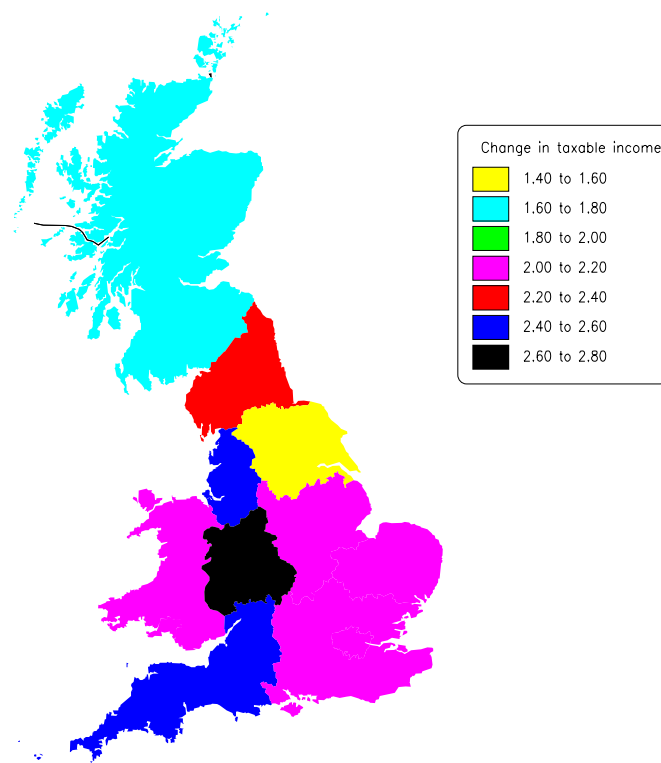 Change in taxable income
1.40 to 1.60
1.60 to 1.80
1.80 to 2.00
2.00 to 2.20
2.20 to 2.40
2.40 to 2.60
2.60 to 2.80